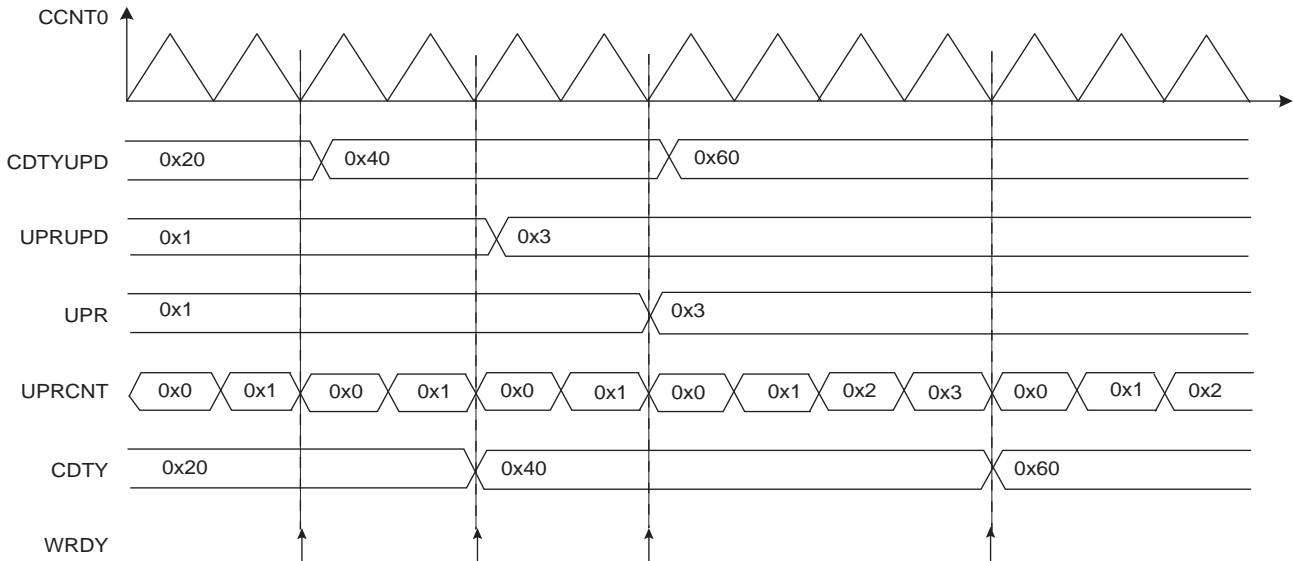 CCNT0
CDTYUPD 0x20 0x40 0x60
UPRUPD 0x1 0x3
UPR 0x1 0x3
UPRCNT 0x0 0x1 0x0 0x1 0x0 0x1 0x0 0x1 0x2 0x3 0x0 0x1 0x2
CDTY 0x20 0x40 0x60
WRDY